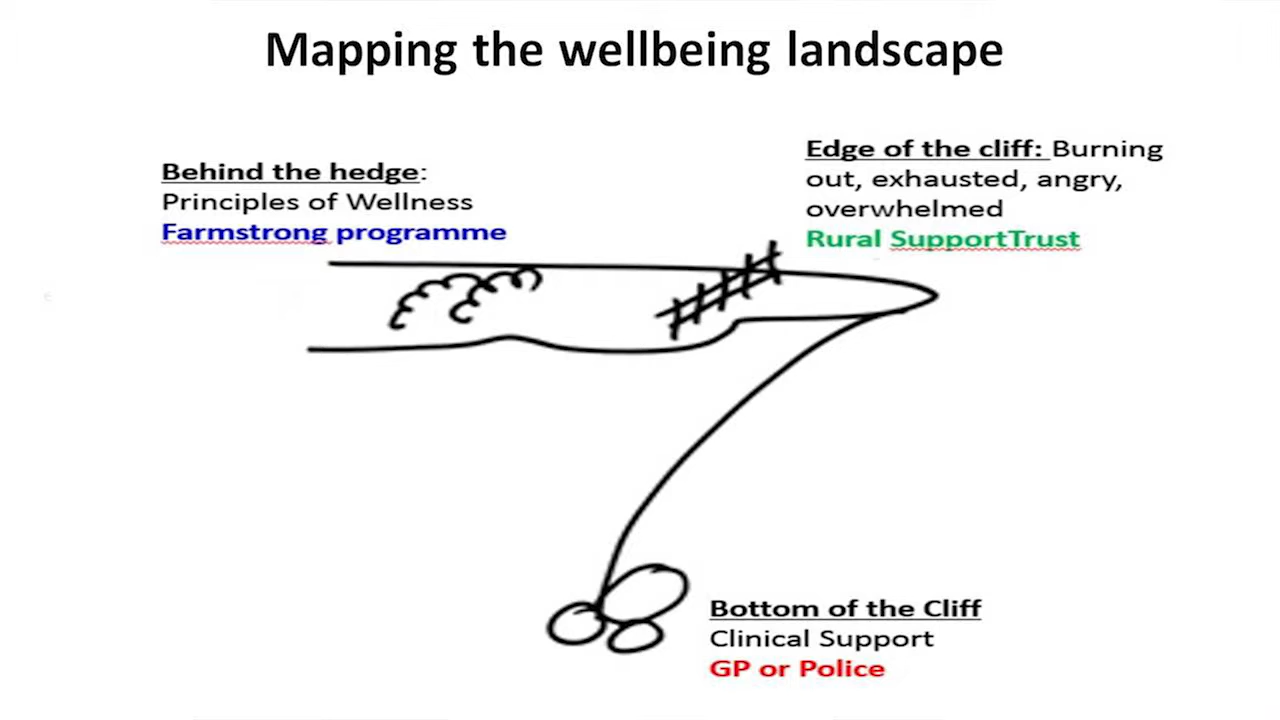 Mapping the wellbeing landscape
Behind the hedge:
Principles of Wellness
Farmstrong programme
Edge of the cliff: Burning
out, exhausted, angry,
overwhelmed
Rural SupportTrust
Bottom of the Cliff
Clinical Support
GP or Police